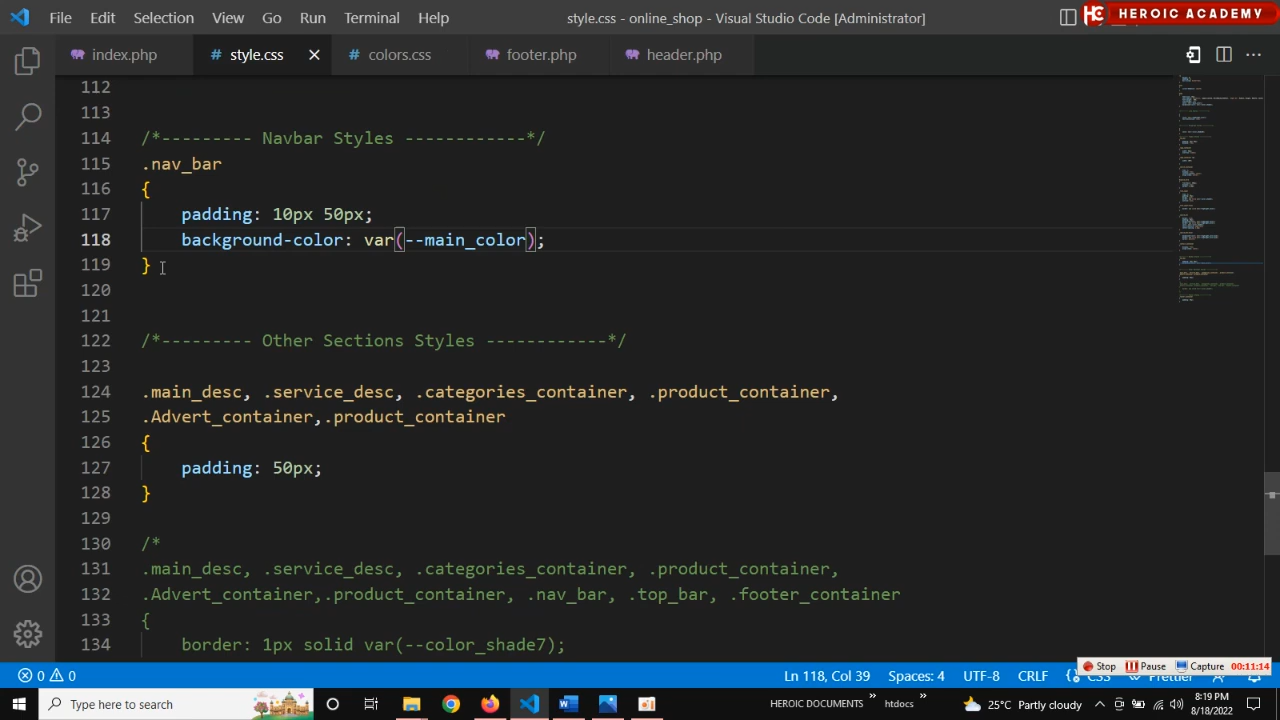 File Edit Selection View Go Run Terminal Help style.css - online_shop - Visual Studio Code [Administrator] HC HEROIC ACADEMY
index.php # style.css # colors.css footer.php header.php
112
113
114 /*--------- Navbar Styles ------------*/
115 .nav_bar
116 {
117 padding: 10px 50px;
118 background-color: var(--main_color);
119 }
120
121
122 /*--------- Other Sections Styles ------------*/
123
124 .main_desc, .service_desc, .categories_container, .product_container,
125 .Advert_container,.product_container
126 {
127 padding: 50px;
128 }
129
130 /*
131 .main_desc, .service_desc, .categories_container, .product_container,
132 .Advert_container,.product_container, .nav_bar, .top_bar, .footer_container
133 {
134 border: 1px solid var(--color_shade7);
Stop Pause Capture 00:11:14
0 0 Ln 118, Col 39 Spaces: 4 UTF-8 CRLF CSS Prettier
Type here to search HEROIC DOCUMENTS htdocs 25°C Partly cloudy 8:19 PM
8/18/2022